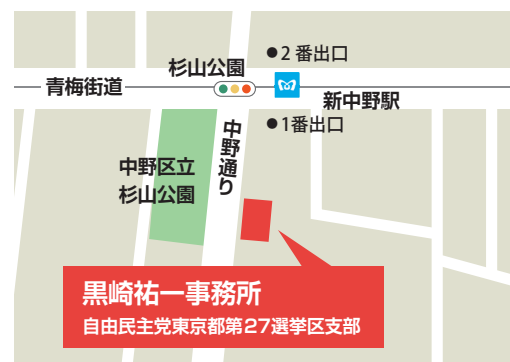 ●2番出口
杉山公園
青梅街道
新中野駅
●1番出口
中野通り
中野区立
杉山公園
黒崎祐一事務所
自由民主党東京都第27選挙区支部